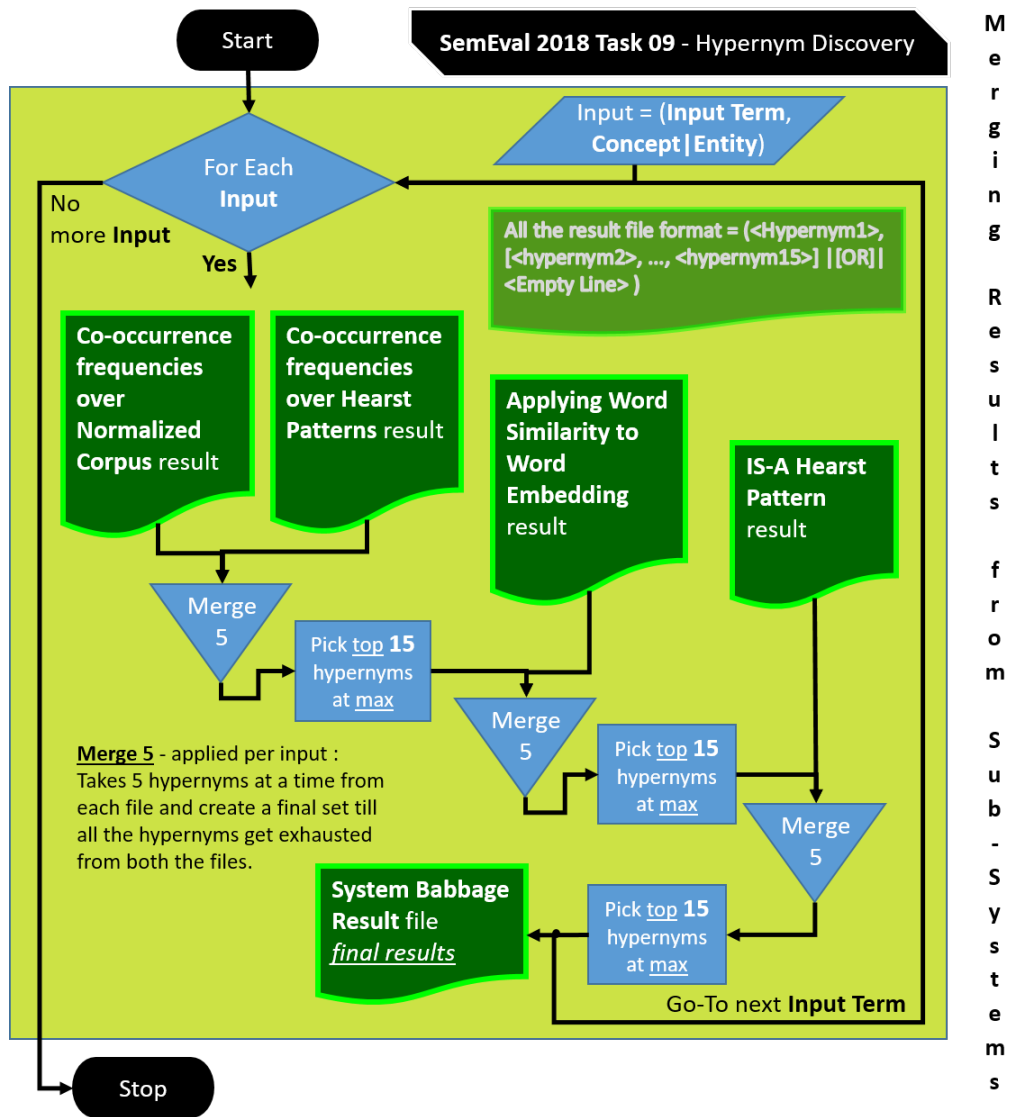 Start
SemEval 2018 Task 09 - Hypernym Discovery
Input = (Input Term,
Concept|Entity)
For Each
Input
No
more Input
Yes
All the result file format = (<Hypernym1>,
[<hypernym2>, ..., <hypernym15>] |[OR]|
<Empty Line> )
Co-occurrence
frequencies
over
Normalized
Corpus result
Co-occurrence
frequencies
over Hearst
Patterns result
Applying Word
Similarity to
Word
Embedding
result
IS-A Hearst
Pattern
result
Merge
5
Pick top 15
hypernyms
at max
Merge
5
Pick top 15
hypernyms
at max
Merge
5
Merge 5 - applied per input :
Takes 5 hypernyms at a time from
each file and create a final set till
all the hypernyms get exhausted
from both the files.
System Babbage
Result file
final results
Pick top 15
hypernyms
at max
Go-To next Input Term
Stop
Merging Results from Sub-Systems